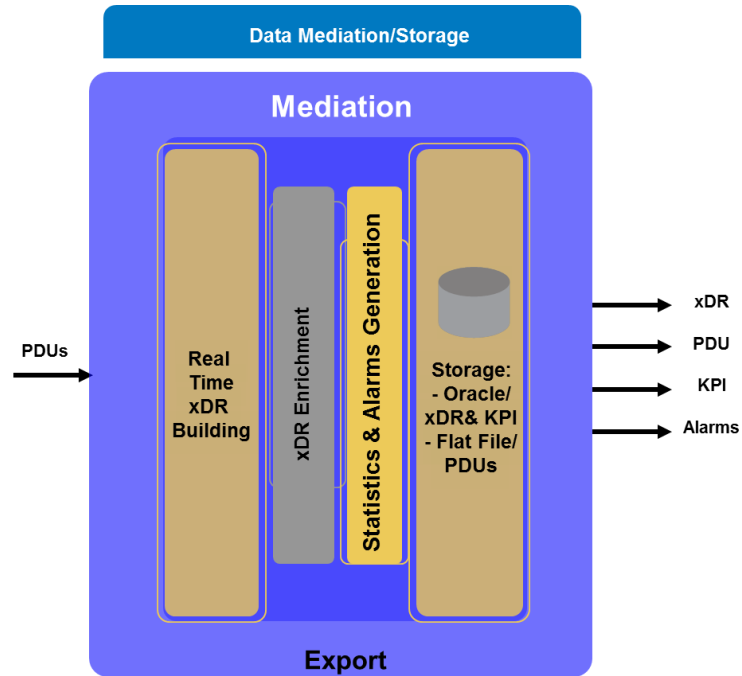 Data Mediation/Storage
Mediation
PDUs
Real
Time
xDR
Building
xDR Enrichment
Statistics & Alarms Generation
Storage:
- Oracle/
xDR& KPI
- Flat File/
PDUs
xDR
PDU
KPI
Alarms
Export